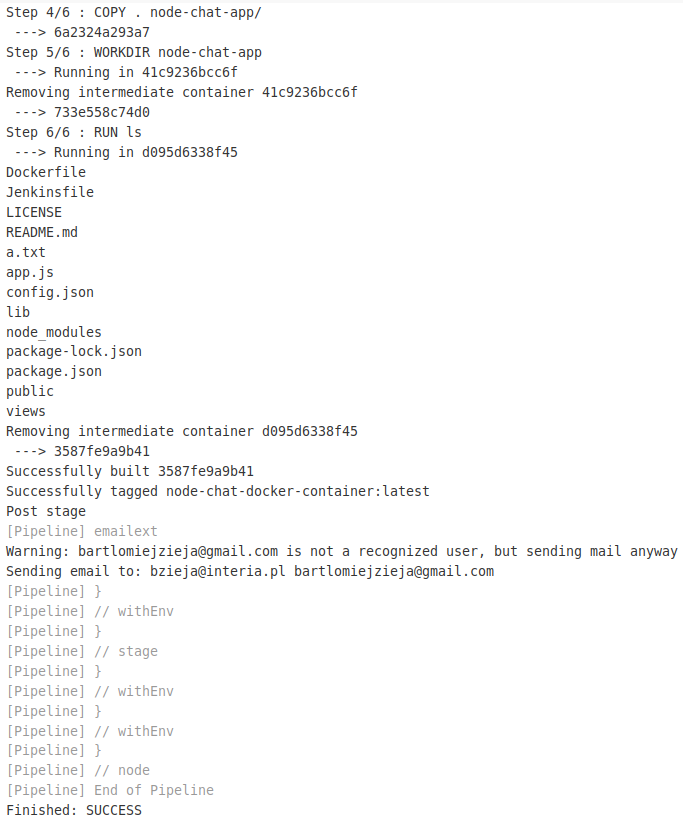 Step 4/6 : COPY . node-chat-app/
 ---> 6a2324a293a7
Step 5/6 : WORKDIR node-chat-app
 ---> Running in 41c9236bcc6f
Removing intermediate container 41c9236bcc6f
 ---> 733e558c74d0
Step 6/6 : RUN ls
 ---> Running in d095d6338f45
Dockerfile
Jenkinsfile
LICENSE
README.md
a.txt
app.js
config.json
lib
node_modules
package-lock.json
package.json
public
views
Removing intermediate container d095d6338f45
 ---> 3587fe9a9b41
Successfully built 3587fe9a9b41
Successfully tagged node-chat-docker-container:latest
Post stage
[Pipeline] emailext
Warning: bartlomiejzieja@gmail.com is not a recognized user, but sending mail anyway
Sending email to: bzieja@interia.pl bartlomiejzieja@gmail.com
[Pipeline] }
[Pipeline] // withEnv
[Pipeline] }
[Pipeline] // stage
[Pipeline] }
[Pipeline] // withEnv
[Pipeline] }
[Pipeline] // withEnv
[Pipeline] }
[Pipeline] // node
[Pipeline] End of Pipeline
Finished: SUCCESS